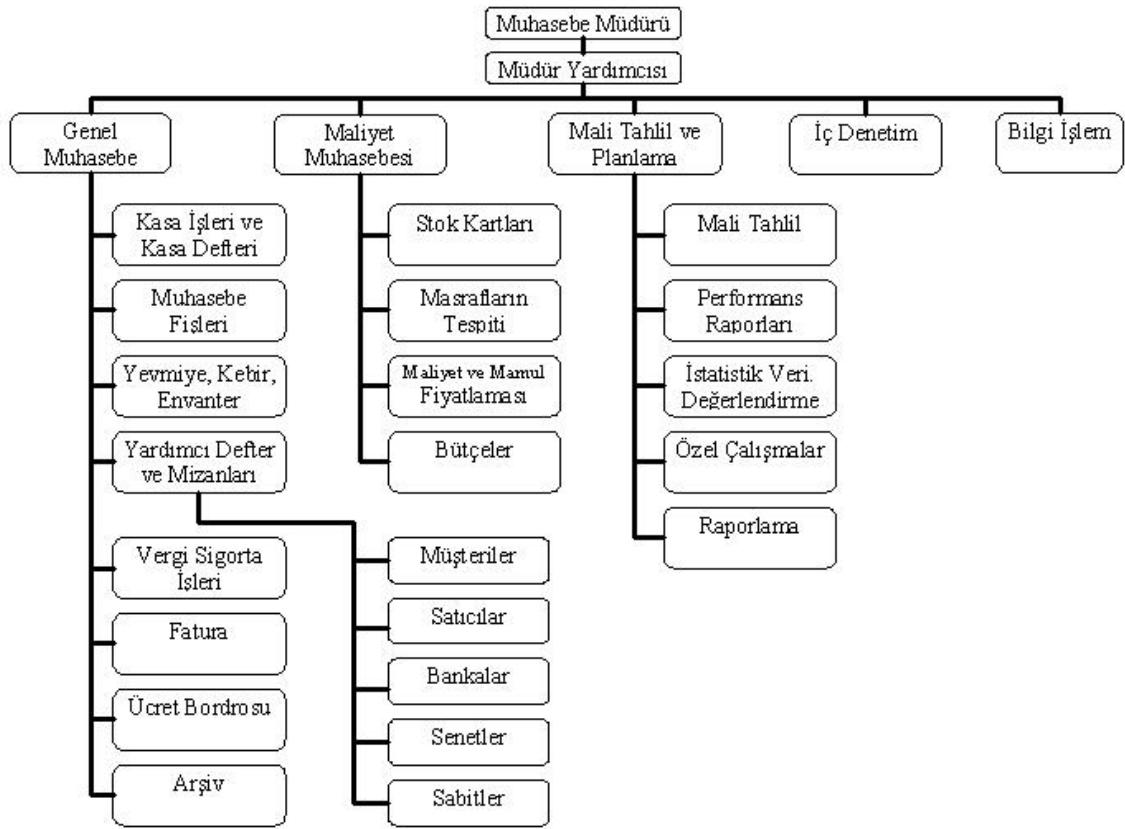 Muhasebe Müdürü
Müdür Yardımcısı
Genel
Muhasebe
Maliyet
Muhasebesi
Mali Tahlil ve
Planlama
İç Denetim
Bilgi İşlem
Kasa İşleri ve
Kasa Defteri
Muhasebe
Fişleri
Yevmiye, Kebir,
Envanter
Yardımcı Defter
ve Mizanları
Vergi Sigorta
İşleri
Fatura
Ücret Bordrosu
Arşiv
Stok Kartları
Masrafların
Tespiti
Maliyet ve Mamul
Fiyatlaması
Bütçeler
Müşteriler
Satıcılar
Bankalar
Senetler
Sabitler
Mali Tahlil
Performans
Raporları
İstatistik Veri.
Değerlendirme
Özel Çalışmalar
Raporlama